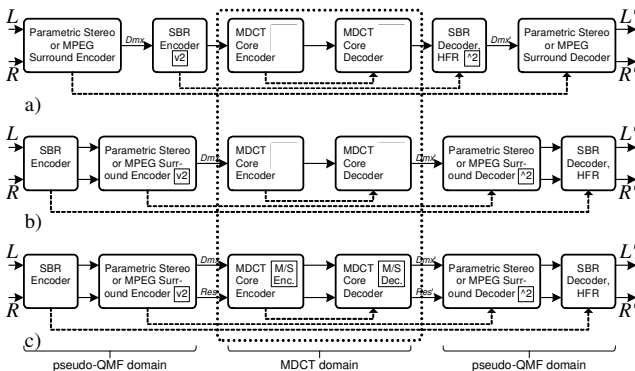 L
R
Parametric Stereo
or MPEG
Surround Encoder
Dmx
SBR
Encoder
v2
MDCT
Core
Encoder
MDCT
Core
Decoder
SBR
Decoder,
HFR ^2
Dmx'
Parametric Stereo
or MPEG
Surround Decoder
L'
R'
a)
L
R
SBR
Encoder
Parametric Stereo
or MPEG Surr-
ound Encoder v2
Dmx
MDCT
Core
Encoder
MDCT
Core
Decoder
Dmx'
Parametric Stereo
or MPEG Surr-
ound Decoder ^2
SBR
Decoder,
HFR
L'
R'
b)
L
R
SBR
Encoder
Parametric Stereo
or MPEG Surr-
ound Encoder v2
Dmx
Res
MDCT
Core
Encoder
M/S
Enc.
MDCT
Core
Decoder
M/S
Dec.
Dmx'
Res'
Parametric Stereo
or MPEG Surr-
ound Decoder ^2
SBR
Decoder,
HFR
L'
R'
c)
pseudo-QMF domain
MDCT domain
pseudo-QMF domain